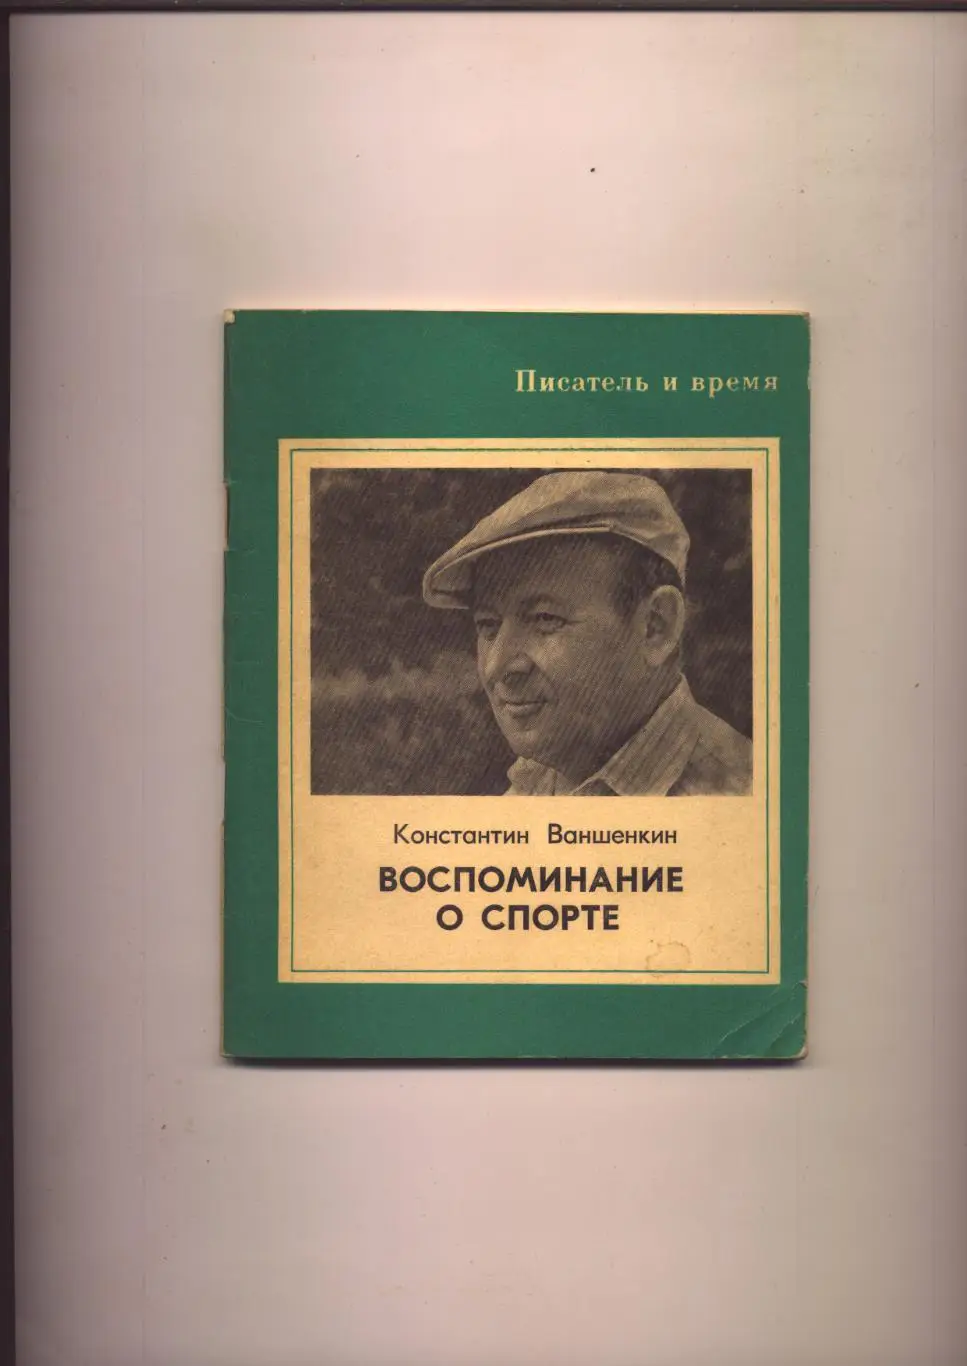 Писатель и время
Константин Ваншенкин
ВОСПОМИНАНИЕ
О СПОРТЕ